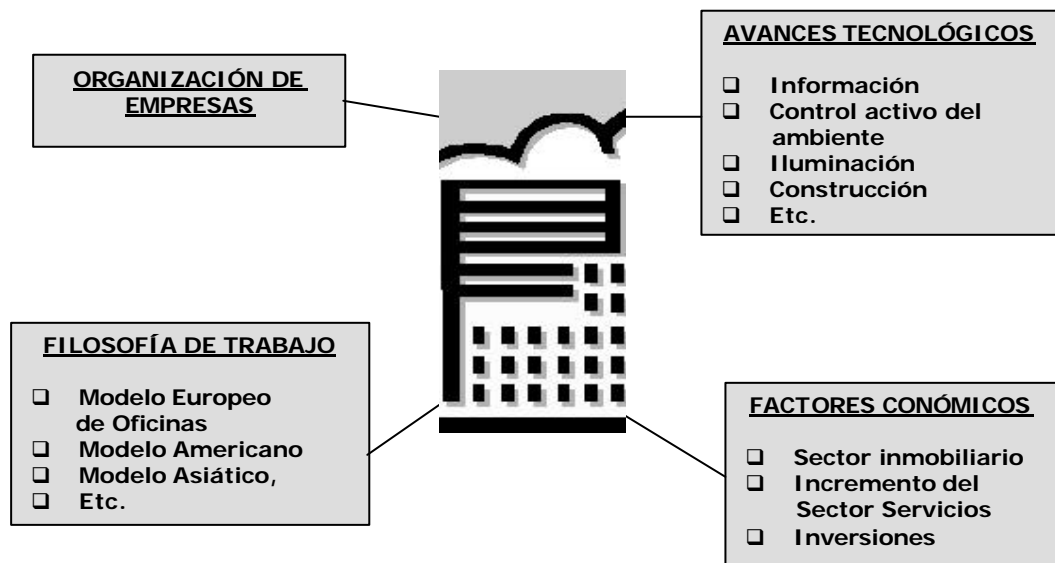 ORGANIZACIÓN DE
EMPRESAS
AVANCES TECNOLÓGICOS
❑ Información
❑ Control activo del
ambiente
❑ Iluminación
❑ Construcción
❑ Etc.
FILOSOFÍA DE TRABAJO
❑ Modelo Europeo
de Oficinas
❑ Modelo Americano
❑ Modelo Asiático,
❑ Etc.
FACTORES CONÓMICOS
❑ Sector inmobiliario
❑ Incremento del
Sector Servicios
❑ Inversiones